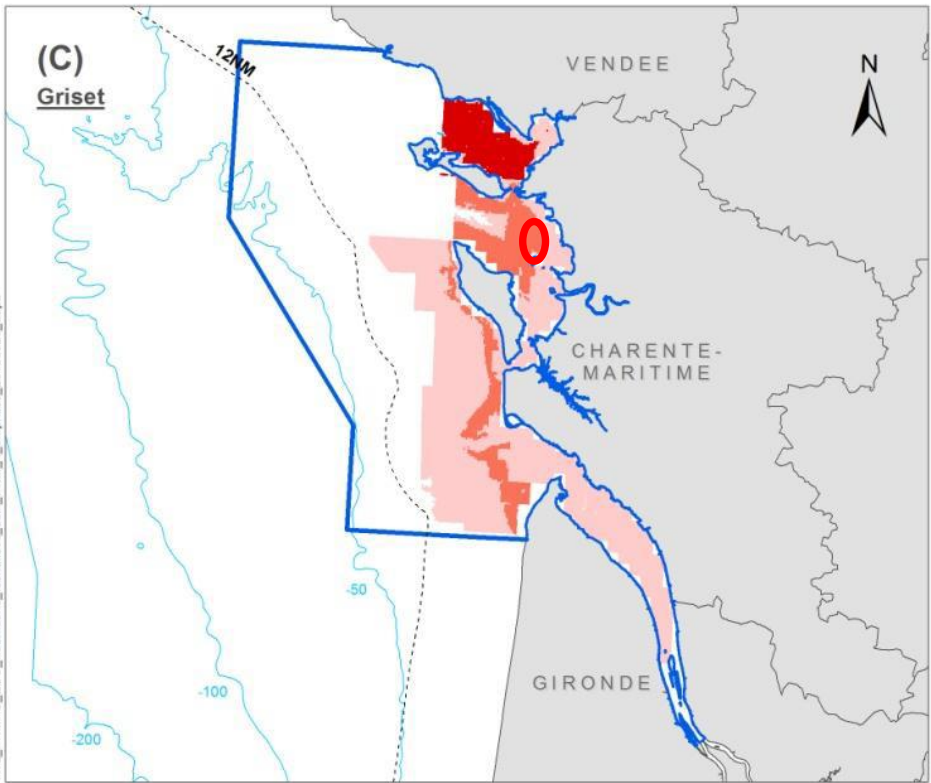 (C)
Griset
12NM
VENDEE
N
CHARENTE-
MARITIME
-50
GIRONDE
-100
-200